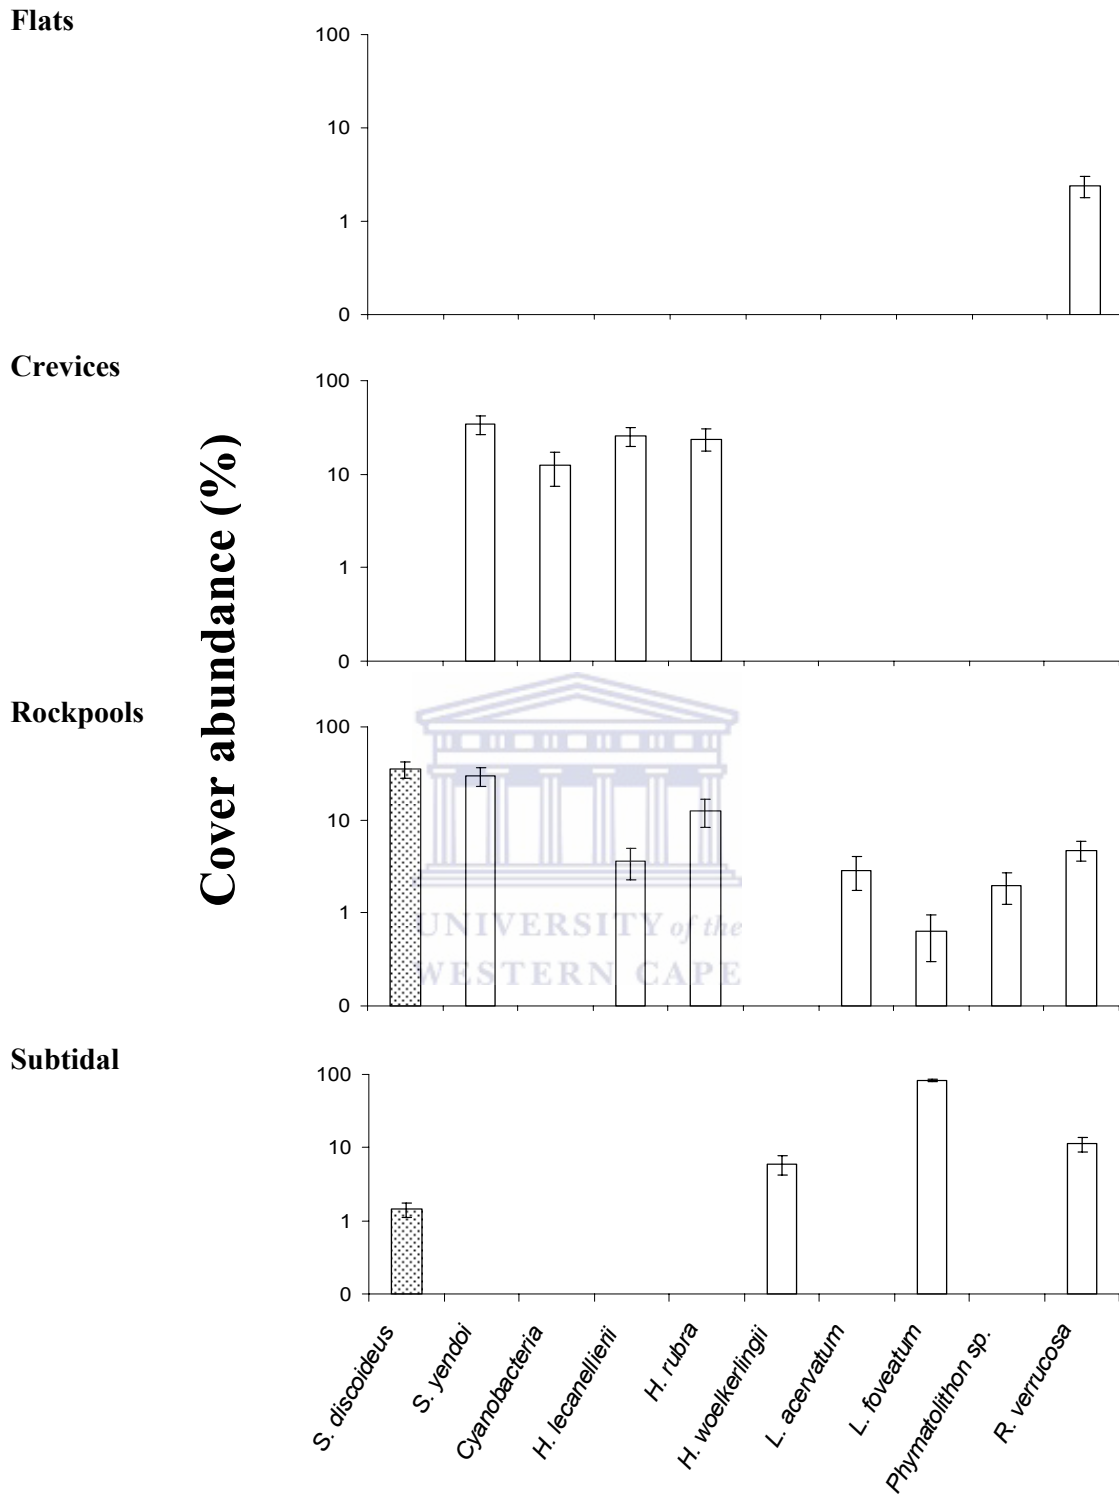 Flats
100
10
1
0
Crevices
100
10
1
0
Cover abundance (%)
Rockpools
100
10
1
0
UNIVERSITY of the
WESTERN CAPE
Subtidal
100
10
1
0
S. discoideus
S. yendoi
Cyanobacteria
H. lecanellierii
H. rubra
H. woelkerlingii
L. acervatum
L. foveatum
Phymatolithon sp.
R. verrucosa